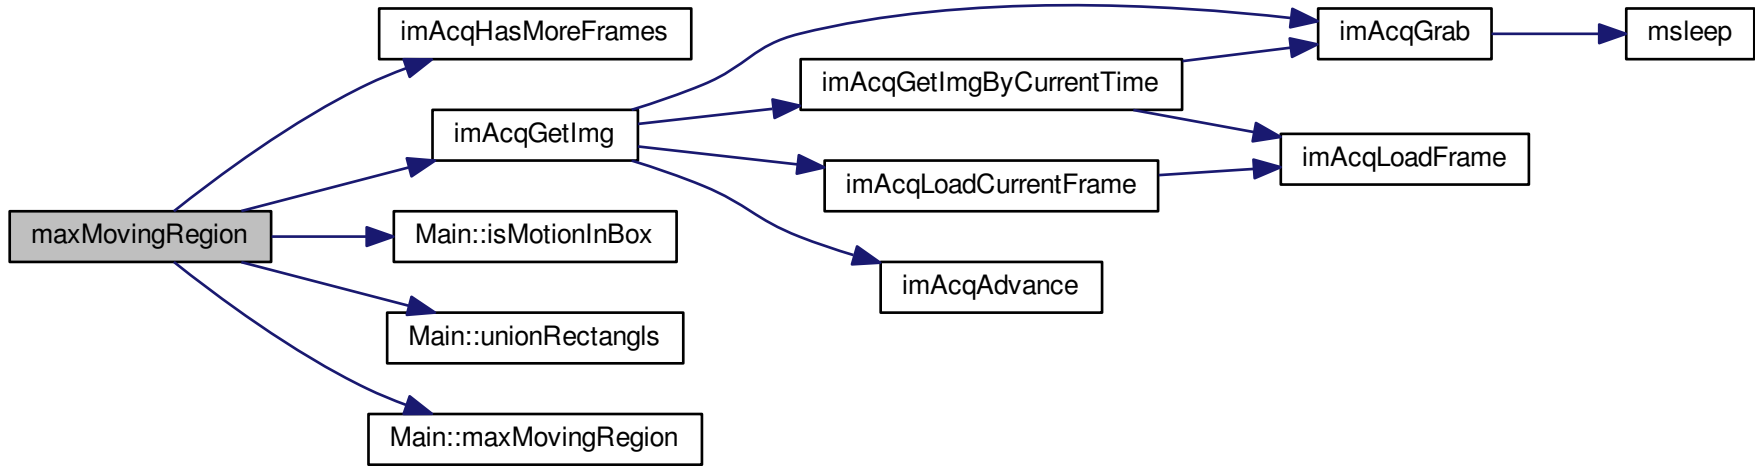 imAcqHasMoreFrames
imAcqGrab
msleep
imAcqGetImgByCurrentTime
imAcqGetImg
imAcqLoadFrame
imAcqLoadCurrentFrame
maxMovingRegion
Main::isMotionInBox
imAcqAdvance
Main::unionRectangls
Main::maxMovingRegion